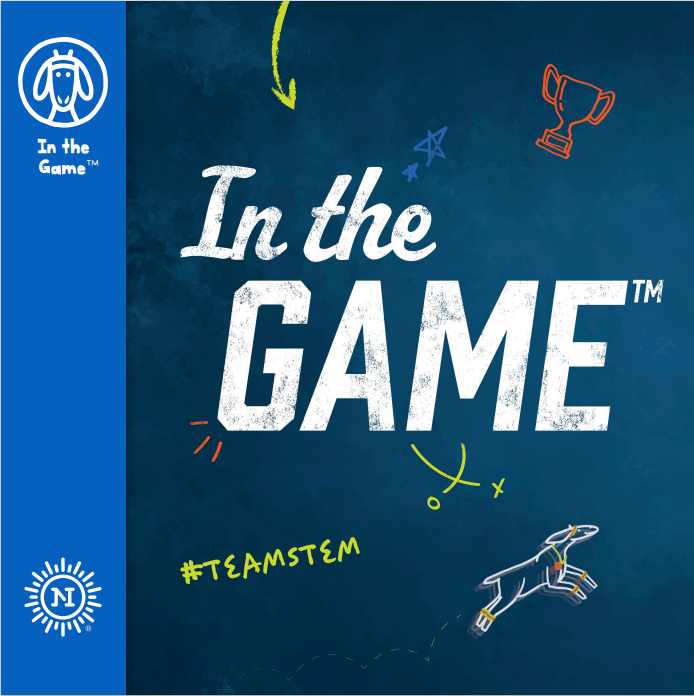 In the
Game™
In the
GAME™
#TEAMSTEM
N
®